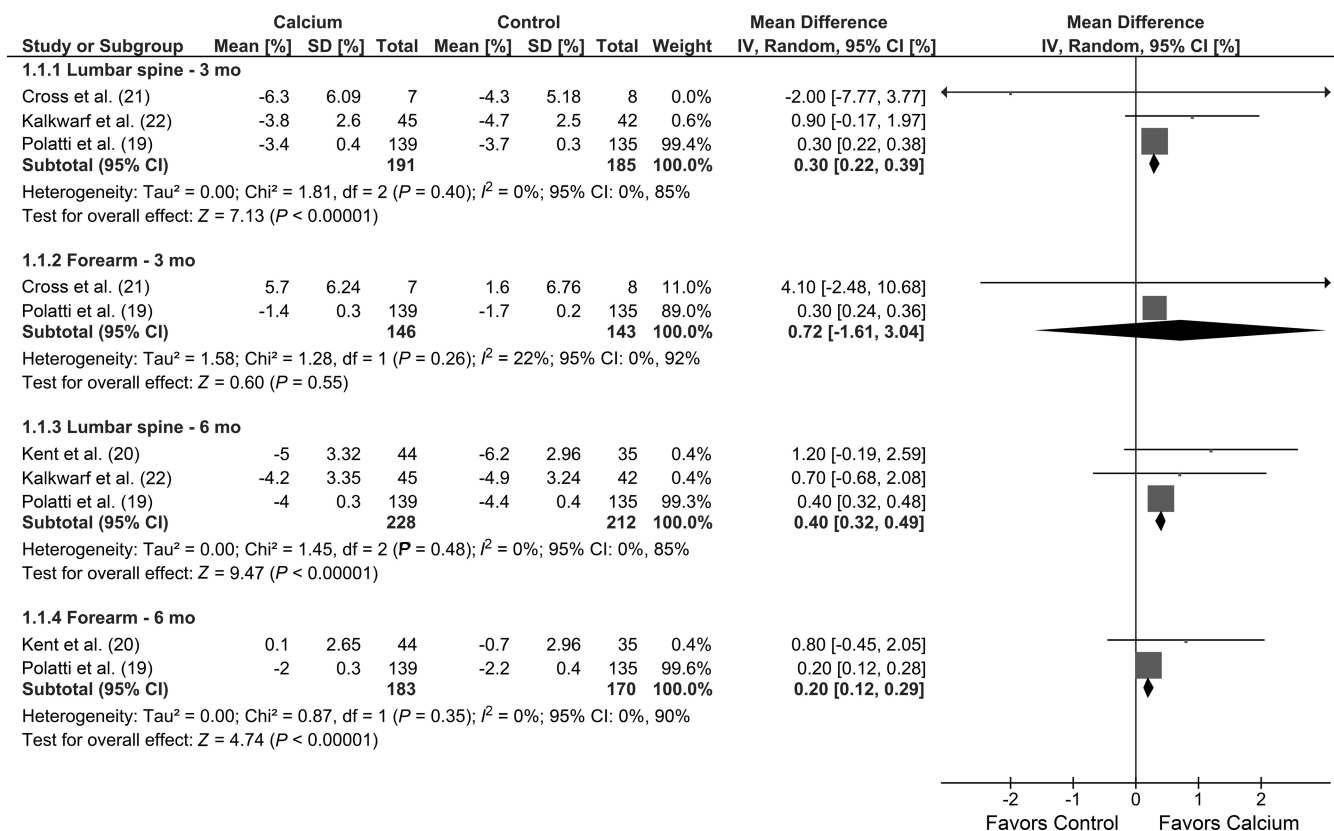 Calcium Control Mean Difference Mean Difference
Study or Subgroup Mean [%] SD [%] Total Mean [%] SD [%] Total Weight IV, Random, 95% CI [%] IV, Random, 95% CI [%]
1.1.1 Lumbar spine - 3 mo
Cross et al. (21) -6.3 6.09 7 -4.3 5.18 8 0.0% -2.00 [-7.77, 3.77]
Kalkwarf et al. (22) -3.8 2.6 45 -4.7 2.5 42 0.6% 0.90 [-0.17, 1.97]
Polatti et al. (19) -3.4 0.4 139 -3.7 0.3 135 99.4% 0.30 [0.22, 0.38]
Subtotal (95% CI) 191 185 100.0% 0.30 [0.22, 0.39]
Heterogeneity: Tau² = 0.00; Chi² = 1.81, df = 2 (P = 0.40); I² = 0%; 95% CI: 0%, 85%
Test for overall effect: Z = 7.13 (P < 0.00001)
1.1.2 Forearm - 3 mo
Cross et al. (21) 5.7 6.24 7 1.6 6.76 8 11.0% 4.10 [-2.48, 10.68]
Polatti et al. (19) -1.4 0.3 139 -1.7 0.2 135 89.0% 0.30 [0.24, 0.36]
Subtotal (95% CI) 146 143 100.0% 0.72 [-1.61, 3.04]
Heterogeneity: Tau² = 1.58; Chi² = 1.28, df = 1 (P = 0.26); I² = 22%; 95% CI: 0%, 92%
Test for overall effect: Z = 0.60 (P = 0.55)
1.1.3 Lumbar spine - 6 mo
Kent et al. (20) -5 3.32 44 -6.2 2.96 35 0.4% 1.20 [-0.19, 2.59]
Kalkwarf et al. (22) -4.2 3.35 45 -4.9 3.24 42 0.4% 0.70 [-0.68, 2.08]
Polatti et al. (19) -4 0.3 139 -4.4 0.4 135 99.3% 0.40 [0.32, 0.48]
Subtotal (95% CI) 228 212 100.0% 0.40 [0.32, 0.49]
Heterogeneity: Tau² = 0.00; Chi² = 1.45, df = 2 (P = 0.48); I² = 0%; 95% CI: 0%, 85%
Test for overall effect: Z = 9.47 (P < 0.00001)
1.1.4 Forearm - 6 mo
Kent et al. (20) 0.1 2.65 44 -0.7 2.96 35 0.4% 0.80 [-0.45, 2.05]
Polatti et al. (19) -2 0.3 139 -2.2 0.4 135 99.6% 0.20 [0.12, 0.28]
Subtotal (95% CI) 183 170 100.0% 0.20 [0.12, 0.29]
Heterogeneity: Tau² = 0.00; Chi² = 0.87, df = 1 (P = 0.35); I² = 0%; 95% CI: 0%, 90%
Test for overall effect: Z = 4.74 (P < 0.00001)
-2 -1 0 1 2
Favors Control Favors Calcium